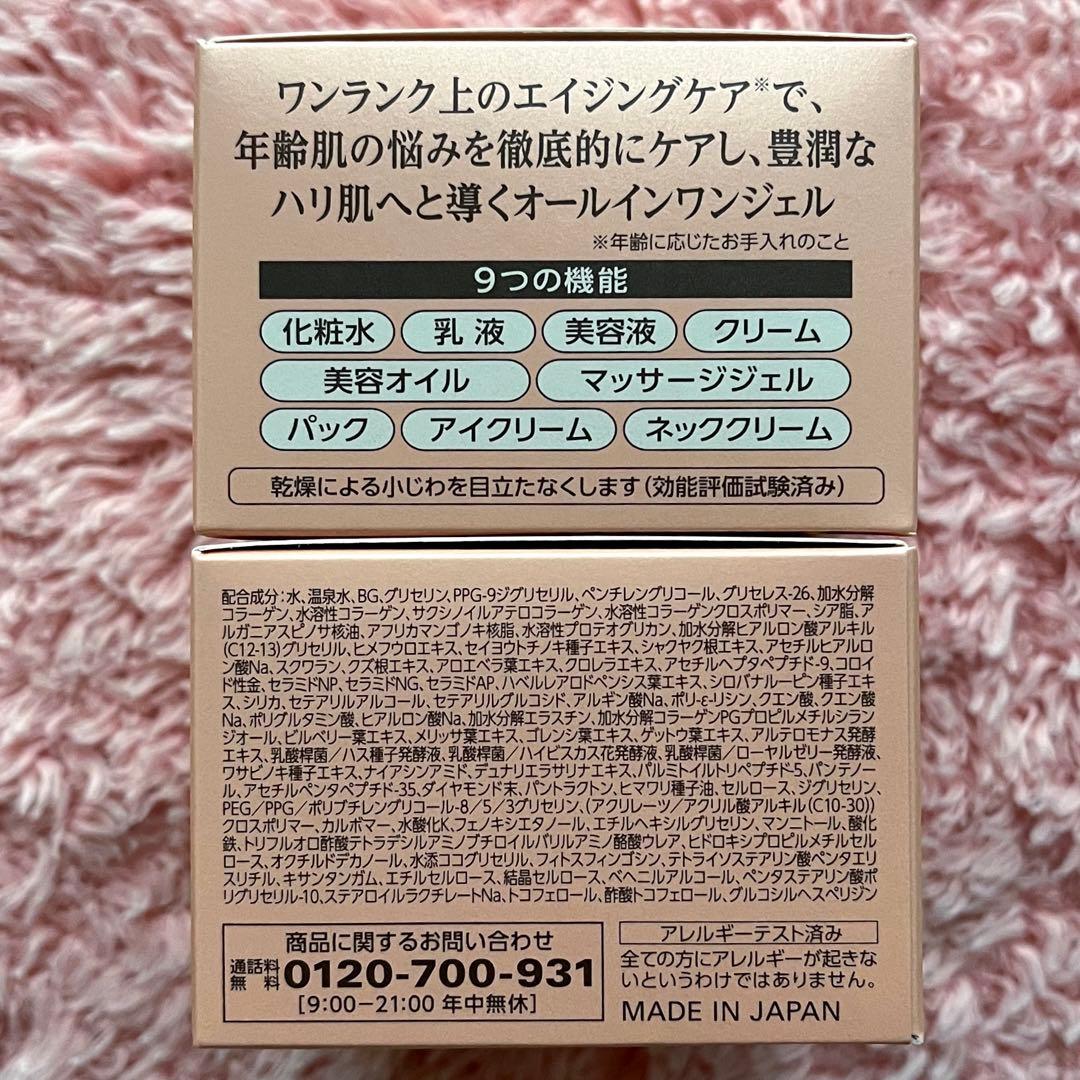 ワンランク上のエイジングケア※で、
年齢肌の悩みを徹底的にケアし、豊潤な
ハリ肌へと導くオールインワンジェル
※年齢に応じたお手入れのこと
9つの機能
化粧水 乳液 美容液 クリーム
美容オイル マッサージジェル
パック アイクリーム ネッククリーム
乾燥による小じわを目立たなくします(効能評価試験済み)
配合成分:水、温泉水、BG、グリセリン、PPG-9ジグリセリル、ペンチレングリコール、グリセレス-26、加水分解
コラーゲン、水溶性コラーゲン、サクシノイルアテロコラーゲン、水溶性コラーゲンクロスポリマー、シア脂、ア
ルガニアスピノサ核油、アフリカマンゴノキ核脂、水溶性プロテオグリカン、加水分解ヒアルロン酸アルキル
(C12-13)グリセリル、ヒメフウロエキス、セイヨウトチノキ種子エキス、シャクヤク根エキス、アセチルヒアルロ
ン酸Na、スクワラン、クズ根エキス、アロエベラ葉エキス、クロレラエキス、アセチルヘプタペプチド-9、コロイ
ド性金、セラミドNP、セラミドNG、セラミドAP、ハベルレアロドペンシス葉エキス、シロバナルーピン種子エキ
ス、シリカ、セテアリルアルコール、セテアリルグルコシド、アルギン酸Na、ポリ-ε-リシン、クエン酸、クエン酸
Na、ポリグルタミン酸、ヒアルロン酸Na、加水分解エラスチン、加水分解コラーゲンPGプロピルメチルシラン
ジオール、ビルベリー葉エキス、メリッサ葉エキス、ゴレンシ葉エキス、ゲットウ葉エキス、アルテロモナス発酵
エキス、乳酸桿菌/ハス種子発酵液、乳酸桿菌/ハイビスカス花発酵液、乳酸桿菌/ローヤルゼリー発酵液、
ワサビノキ種子エキス、ナイアシンアミド、デュナリエラサリナエキス、パルミトイルトリペプチド-5、パンテノー
ル、アセチルペンタペプチド-35、ダイヤモンド末、パントラクトン、ヒマワリ種子油、セルロース、ジグリセリン、
PEG/PPG/ポリブチレングリコール-8/5/3グリセリン、(アクリレーツ/アクリル酸アルキル(C10-30))
クロスポリマー、カルボマー、水酸化K、フェノキシエタノール、エチルヘキシルグリセリン、マンニトール、酸化
鉄、トリフルオロ酢酸テトラデシルアミノブチロイルバリルアミノ酪酸ウレア、ヒドロキシプロピルメチルセル
ロース、オクチルドデカノール、水添ココグリセリル、フィトスフィンゴシン、テトライソステアリン酸ペンタエリ
スリチル、キサンタンガム、エチルセルロース、結晶セルロース、ベヘニルアルコール、ペンタステアリン酸ポ
リグリセリル-10、ステアロイルラクチレートNa、トコフェロール、酢酸トコフェロール、グルコシルヘスペリジン
商品に関するお問い合わせ
通話料無料 0120-700-931
[9:00−21:00 年中無休]
アレルギーテスト済み
全ての方にアレルギーが起きな
いというわけではありません。
MADE IN JAPAN